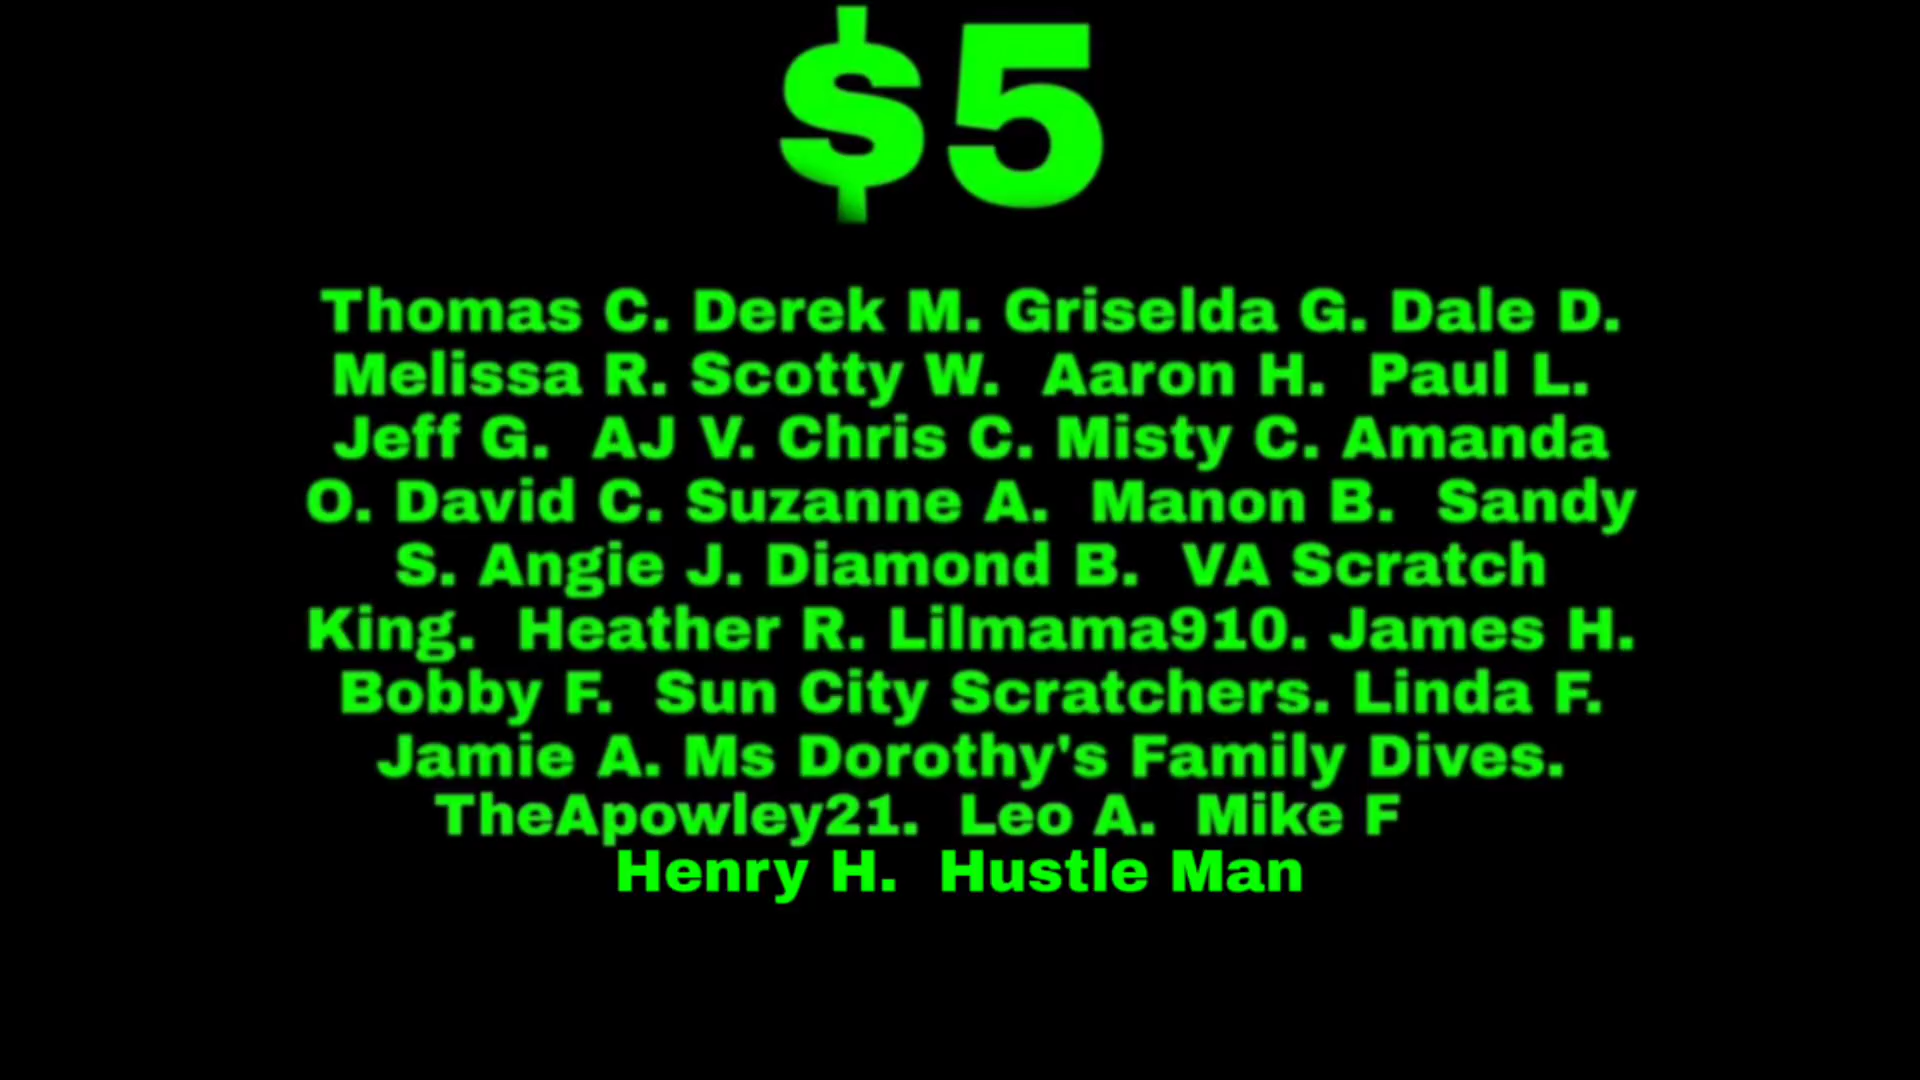 $5
Thomas C. Derek M. Griselda G. Dale D.
Melissa R. Scotty W. Aaron H. Paul L.
Jeff G. AJ V. Chris C. Misty C. Amanda
O. David C. Suzanne A. Manon B. Sandy
S. Angie J. Diamond B. VA Scratch
King. Heather R. Lilmama910. James H.
Bobby F. Sun City Scratchers. Linda F.
Jamie A. Ms Dorothy's Family Dives.
TheApowley21. Leo A. Mike F
Henry H. Hustle Man